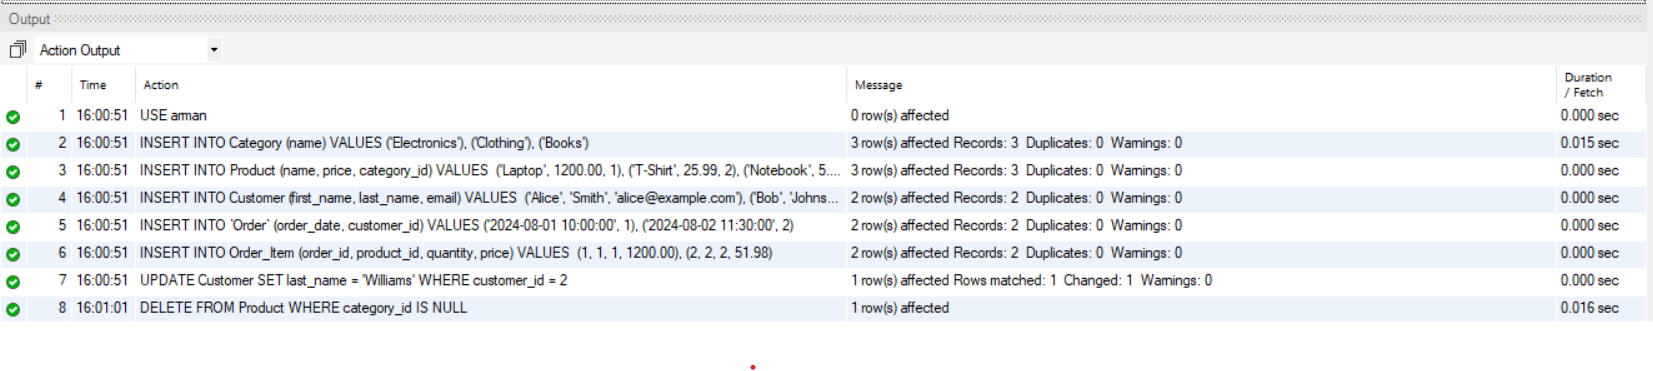 Output
Action Output
# Time Action Message Duration / Fetch
1 16:00:51 USE arman 0 row(s) affected 0.000 sec
2 16:00:51 INSERT INTO Category (name) VALUES ('Electronics'), ('Clothing'), ('Books') 3 row(s) affected Records: 3 Duplicates: 0 Warnings: 0 0.015 sec
3 16:00:51 INSERT INTO Product (name, price, category_id) VALUES ('Laptop', 1200.00, 1), ('T-Shirt', 25.99, 2), ('Notebook', 5.... 3 row(s) affected Records: 3 Duplicates: 0 Warnings: 0 0.000 sec
4 16:00:51 INSERT INTO Customer (first_name, last_name, email) VALUES ('Alice', 'Smith', 'alice@example.com'), ('Bob', 'Johns... 2 row(s) affected Records: 2 Duplicates: 0 Warnings: 0 0.000 sec
5 16:00:51 INSERT INTO `Order` (order_date, customer_id) VALUES ('2024-08-01 10:00:00', 1), ('2024-08-02 11:30:00', 2) 2 row(s) affected Records: 2 Duplicates: 0 Warnings: 0 0.000 sec
6 16:00:51 INSERT INTO Order_Item (order_id, product_id, quantity, price) VALUES (1, 1, 1, 1200.00), (2, 2, 2, 51.98) 2 row(s) affected Records: 2 Duplicates: 0 Warnings: 0 0.000 sec
7 16:00:51 UPDATE Customer SET last_name = 'Williams' WHERE customer_id = 2 1 row(s) affected Rows matched: 1 Changed: 1 Warnings: 0 0.000 sec
8 16:01:01 DELETE FROM Product WHERE category_id IS NULL 1 row(s) affected 0.016 sec